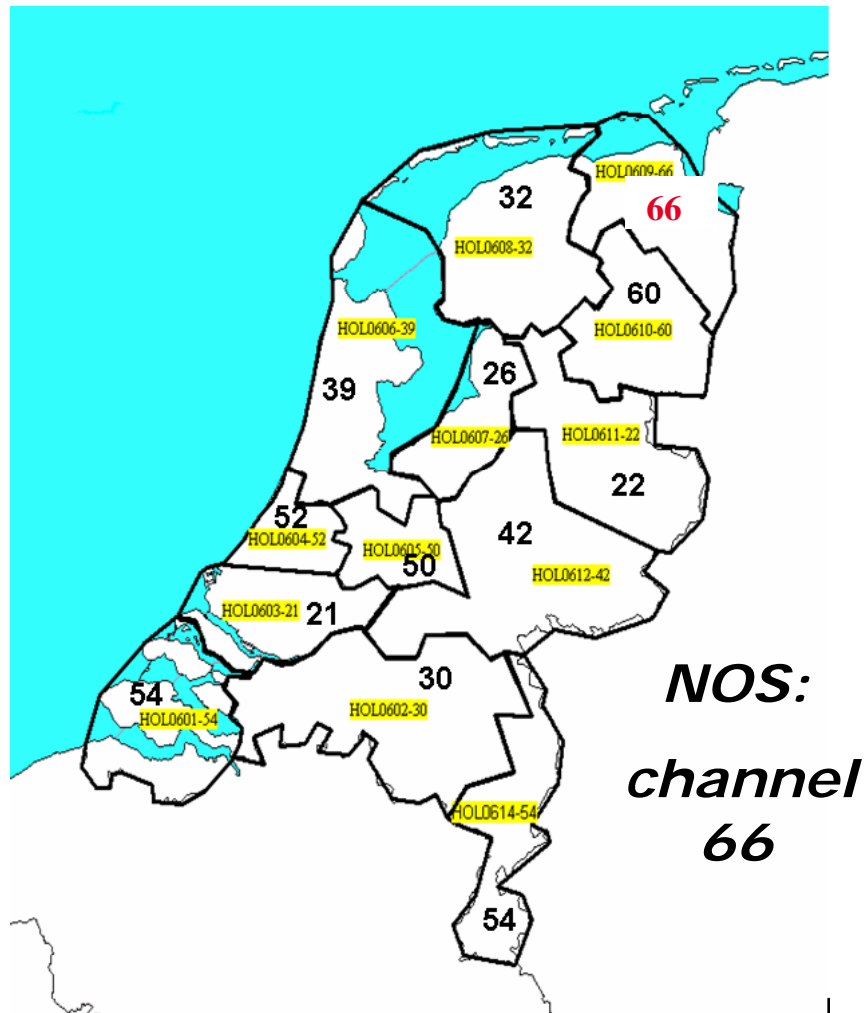 HOL0609-66
32
66
HOL0608-32
60
HOL0606-39
HOL0610-60
26
39
HOL0607-26
HOL0611-22
22
52
42
HOL0604-52
HOL0605-50
50
HOL0612-42
HOL0603-21
21
30
NOS:
54
HOL0602-30
HOL0601-54
channel
HOL0614-54
66
54